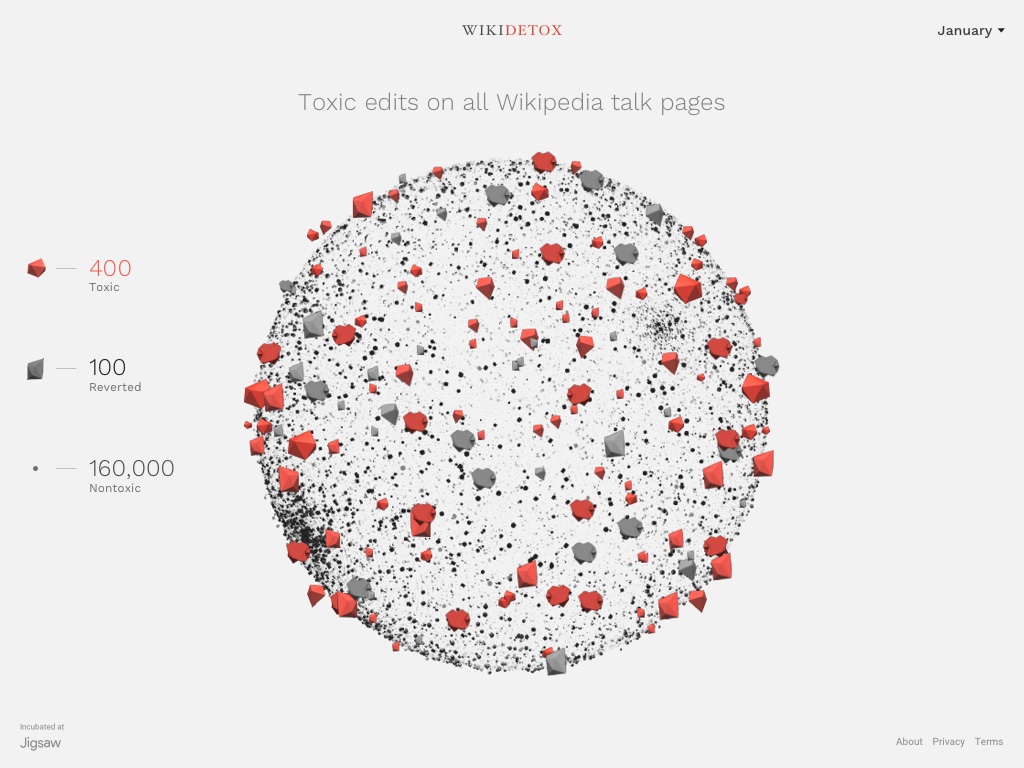 WIKIDETOX
January
Toxic edits on all Wikipedia talk pages
400
Toxic
100
Reverted
160,000
Nontoxic
Incubated at
Jigsaw
About Privacy Terms